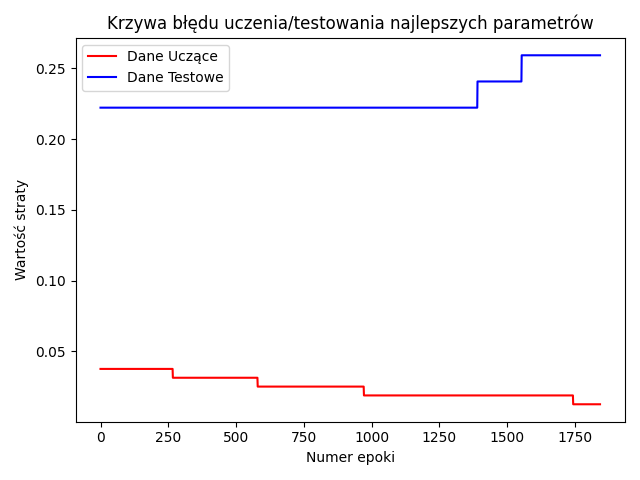 Krzywa błędu uczenia/testowania najlepszych parametrów
Dane Uczące
Dane Testowe
0.25
0.20
0.15
0.10
0.05
Wartość straty
0 250 500 750 1000 1250 1500 1750
Numer epoki